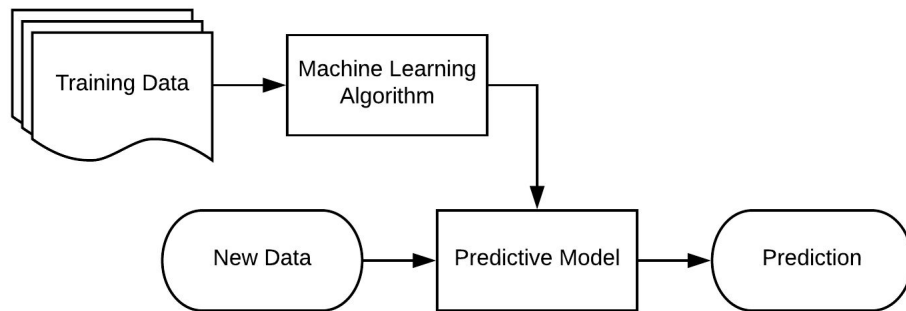 Training Data
Machine Learning
Algorithm
New Data
Predictive Model
Prediction